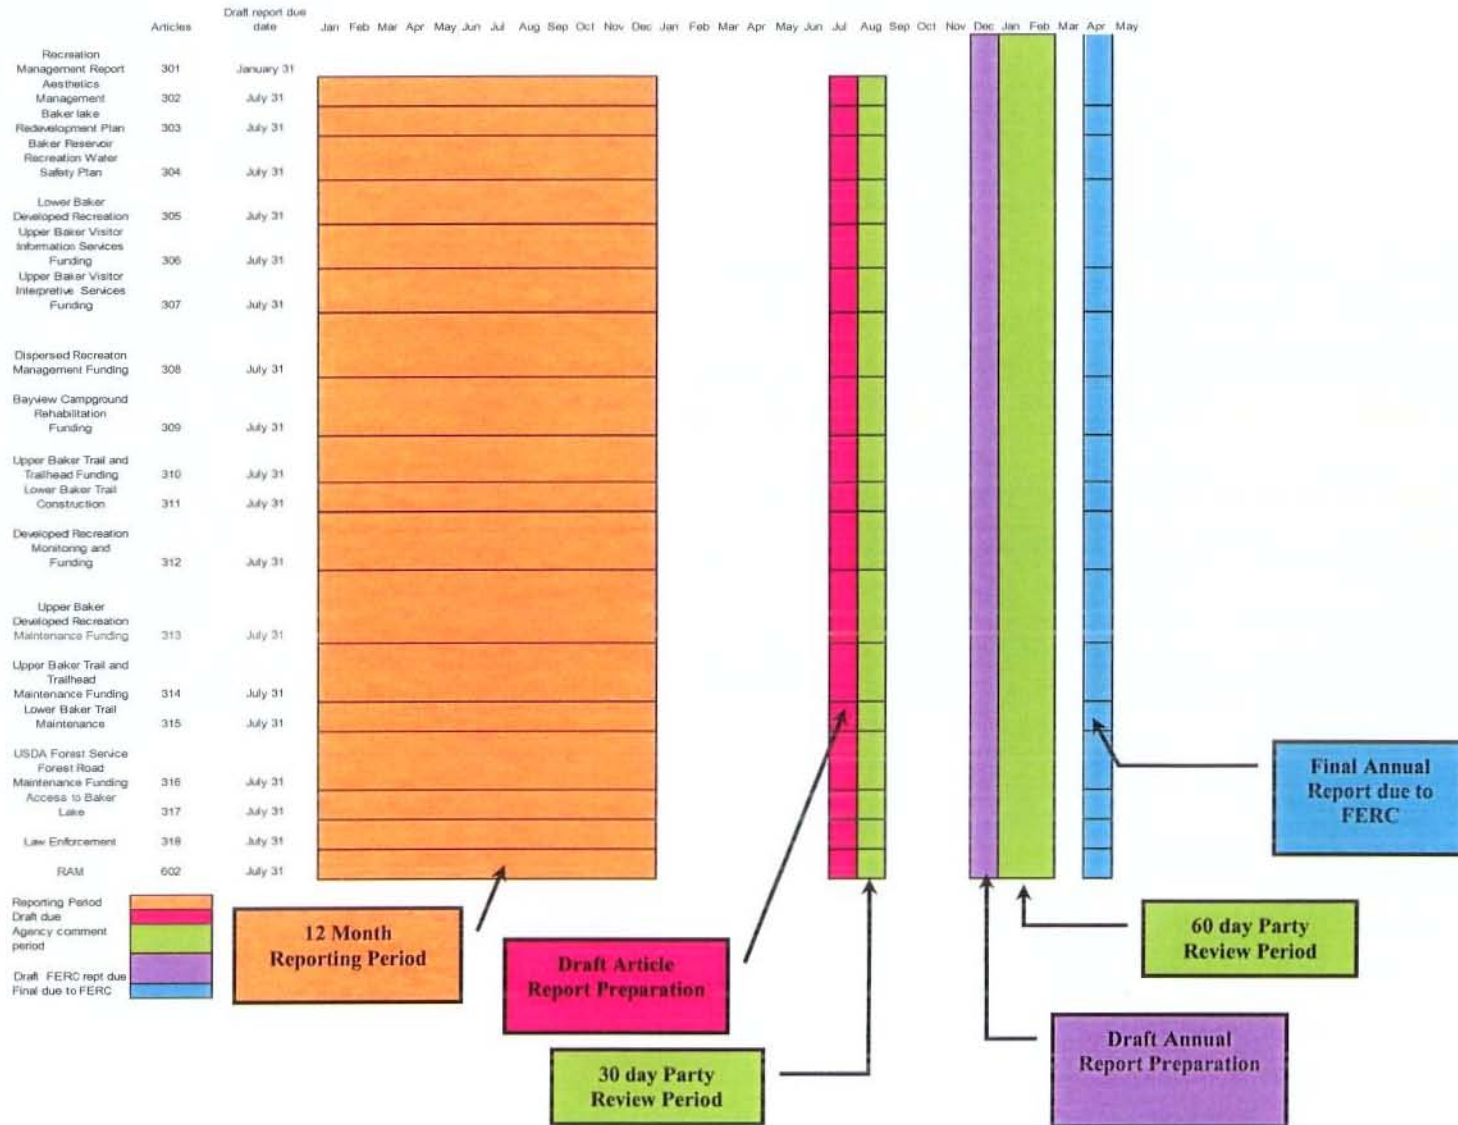 Draft report due
Articles date Jan Feb Mar Apr May Jun Jul Aug Sep Oct Nov Dec Jan Feb Mar Apr May Jun Jul Aug Sep Oct Nov Dec Jan Feb Mar Apr May
Recreation
Management Report 301 January 31
Aesthetics
Management 302 July 31
Baker lake
Redevelopment Plan 303 July 31
Baker Reservoir
Recreation Water
Safety Plan 304 July 31
Lower Baker
Developed Recreation 305 July 31
Upper Baker Visitor
Information Services
Funding 306 July 31
Upper Baker Visitor
Interpretive Services
Funding 307 July 31
Dispersed Recreaton
Management Funding 308 July 31
Bayview Campground
Rehabilitation
Funding 309 July 31
Upper Baker Trail and
Trailhead Funding 310 July 31
Lower Baker Trail
Construction 311 July 31
Developed Recreation
Monitoring and
Funding 312 July 31
Upper Baker
Developed Recreation
Maintenance Funding 313 July 31
Upper Baker Trail and
Trailhead
Maintenance Funding 314 July 31
Lower Baker Trail
Maintenance 315 July 31
USDA Forest Service
Forest Road
Maintenance Funding 316 July 31
Access to Baker
Lake 317 July 31
Law Enforcement 318 July 31
RAM 602 July 31
Reporting Period
Draft due
Agency comment
period
Draft FERC rept due
Final due to FERC
12 Month
Reporting Period
Draft Article
Report Preparation
30 day Party
Review Period
Draft Annual
Report Preparation
60 day Party
Review Period
Final Annual
Report due to
FERC